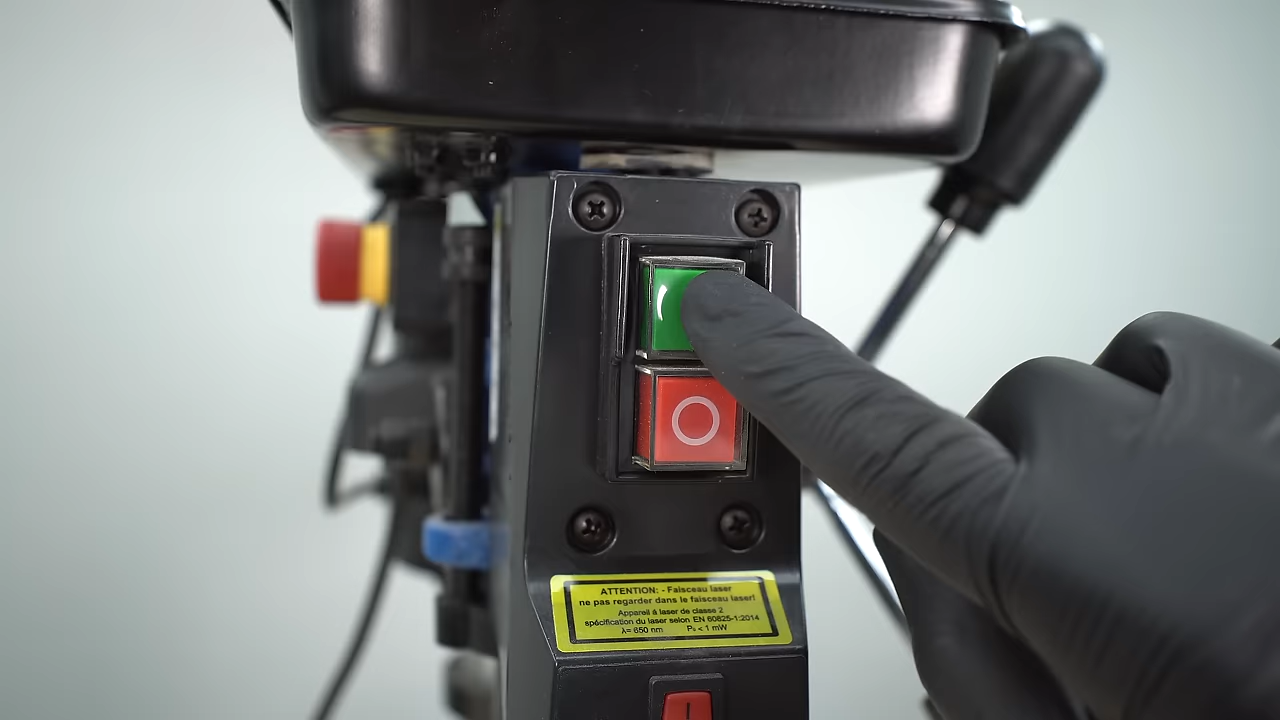 ATTENTION: - Faisceau laser
ne pas regarder dans le faisceau laser!
Appareil à laser de classe 2
spécification du laser selon EN 60825-1:2014
λ= 650 nm P₀ < 1 mW